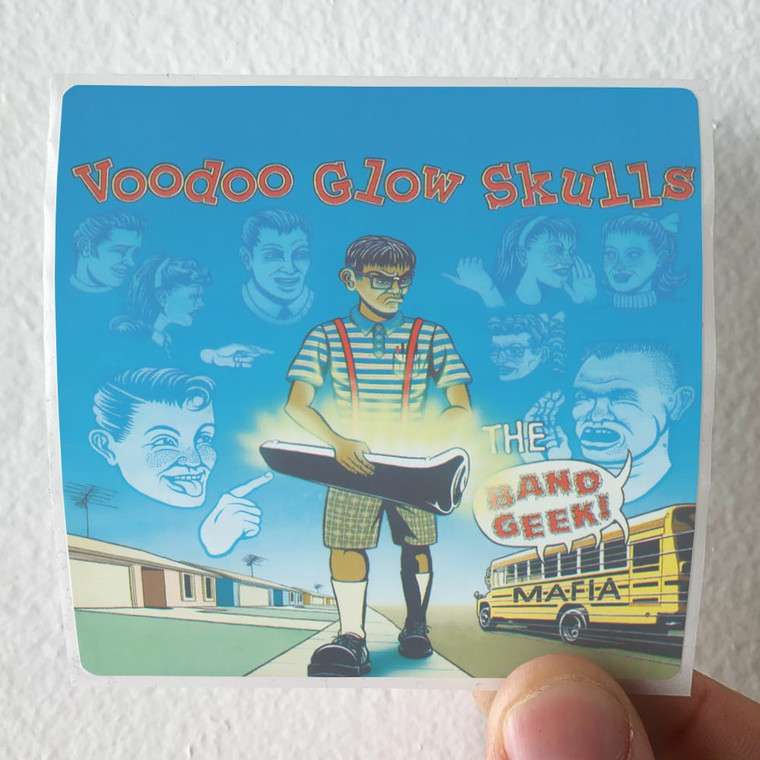 Voodoo Glow Skulls
THE
BAND
GEEK!
MAFIA